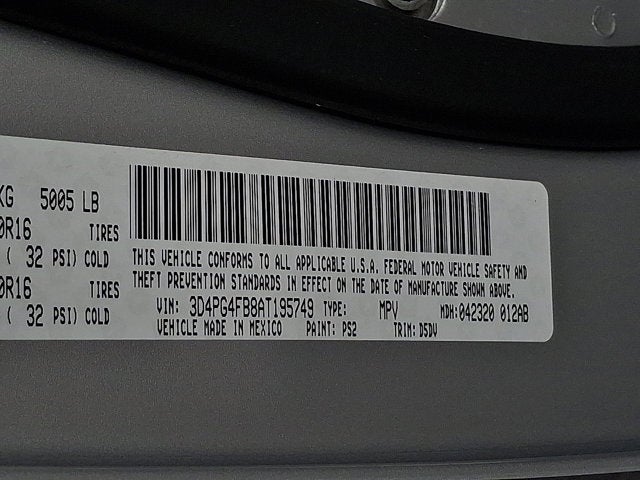 KG 5005 LB
0R16 TIRES
( 32 PSI) COLD
0R16 TIRES
( 32 PSI) COLD
THIS VEHICLE CONFORMS TO ALL APPLICABLE U.S.A. FEDERAL MOTOR VEHICLE SAFETY AND
THEFT PREVENTION STANDARDS IN EFFECT ON THE DATE OF MANUFACTURE SHOWN ABOVE.
VIN: 3D4PG4FB8AT195749 TYPE: MPV MDH:042320 012AB
VEHICLE MADE IN MEXICO PAINT: PS2 TRIM: D5DV